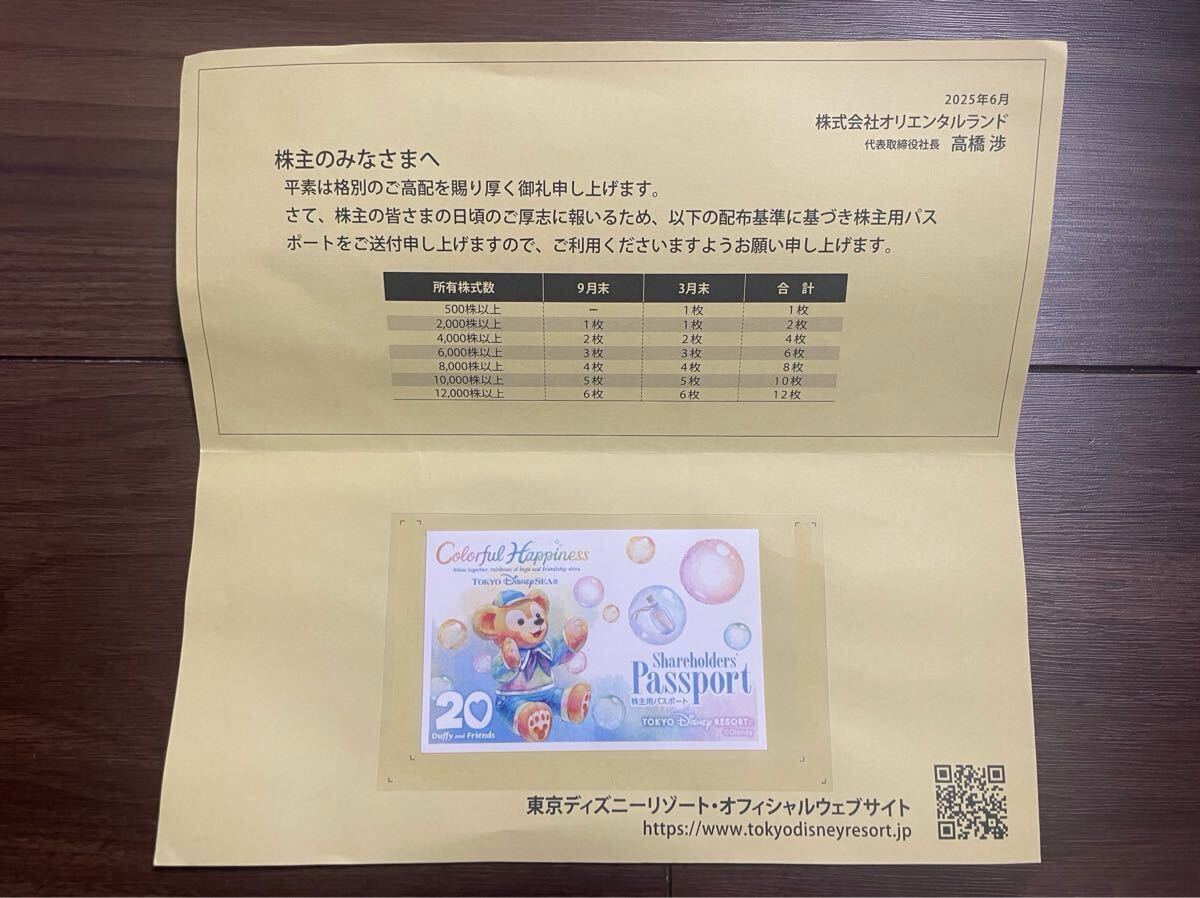 2025年6月
株式会社オリエンタルランド
代表取締役社長 高橋 渉
株主のみなさまへ
平素は格別のご高配を賜り厚く御礼申し上げます。
さて、株主の皆さまの日頃のご厚志に報いるため、以下の配布基準に基づき株主用パス
ポートをご送付申し上げますので、ご利用くださいますようお願い申し上げます。
所有株式数 9月末 3月末 合 計
500株以上 − 1枚 1枚
2,000株以上 1枚 1枚 2枚
4,000株以上 2枚 2枚 4枚
6,000株以上 3枚 3枚 6枚
8,000株以上 4枚 4枚 8枚
10,000株以上 5枚 5枚 10枚
12,000株以上 6枚 6枚 12枚
Colorful Happiness
When together, rainbows of hope and friendship shine
TOKYO DisneySEA®
Shareholders'
Passport
株主用パスポート
20
Duffy and Friends
TOKYO Disney RESORT
©Disney
東京ディズニーリゾート・オフィシャルウェブサイト
https://www.tokyodisneyresort.jp